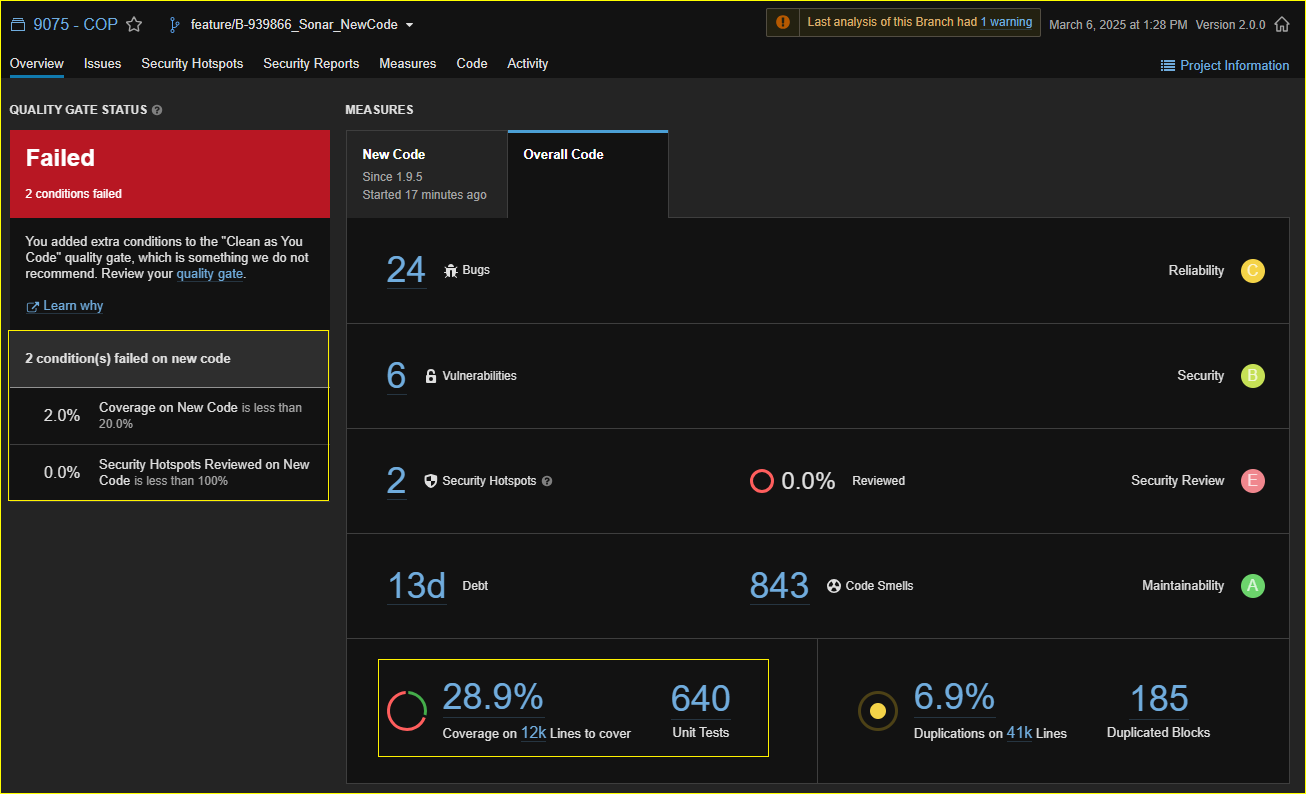 9075 - COP
feature/B-939866_Sonar_NewCode
Last analysis of this Branch had 1 warning
March 6, 2025 at 1:28 PM Version 2.0.0
Overview Issues Security Hotspots Security Reports Measures Code Activity
Project Information
QUALITY GATE STATUS
Failed
2 conditions failed
You added extra conditions to the "Clean as You
Code" quality gate, which is something we do not
recommend. Review your quality gate.
Learn why
2 condition(s) failed on new code
2.0%
Coverage on New Code is less than
20.0%
0.0%
Security Hotspots Reviewed on New
Code is less than 100%
MEASURES
New Code
Since 1.9.5
Started 17 minutes ago
Overall Code
24 Bugs
Reliability C
6 Vulnerabilities
Security B
2 Security Hotspots
0.0% Reviewed
Security Review E
13d Debt
843 Code Smells
Maintainability A
28.9%
Coverage on 12k Lines to cover
640
Unit Tests
6.9%
Duplications on 41k Lines
185
Duplicated Blocks